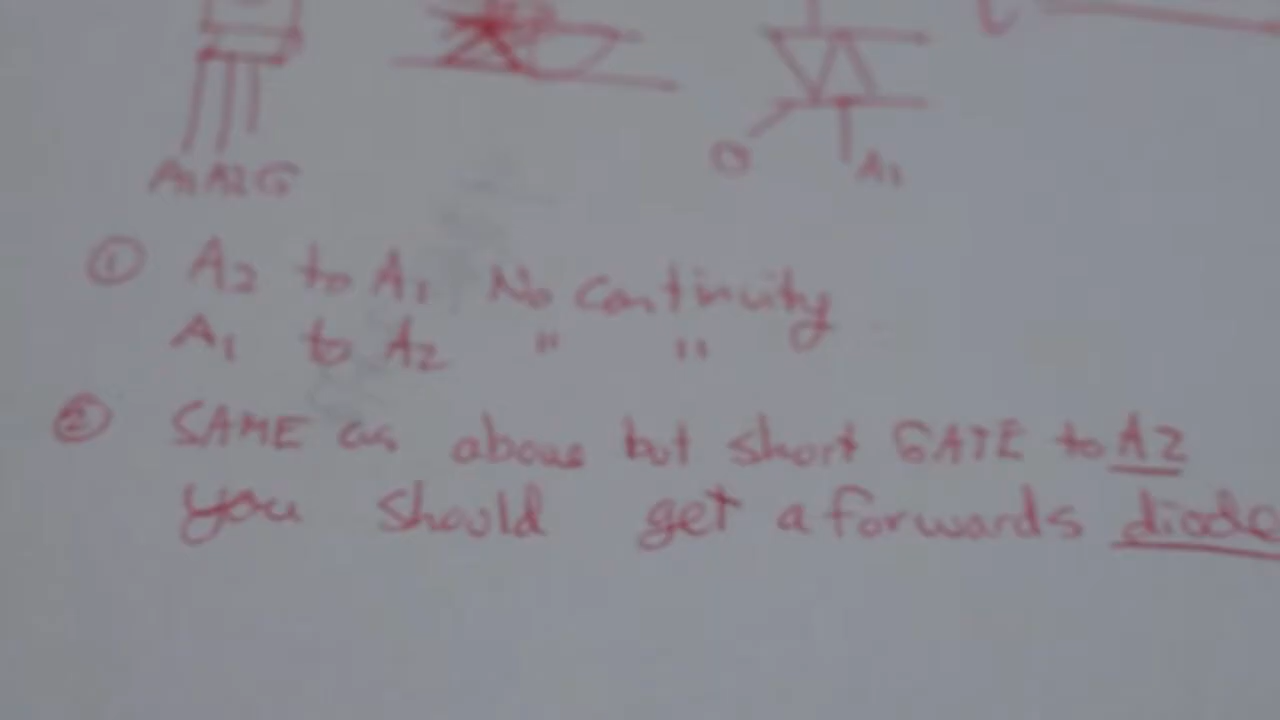 A1 A2 G
G
A1
① A2 to A1 No Continuity
A1 to A2 " "
② SAME as above but short GATE to A2
you should get a forwards diode